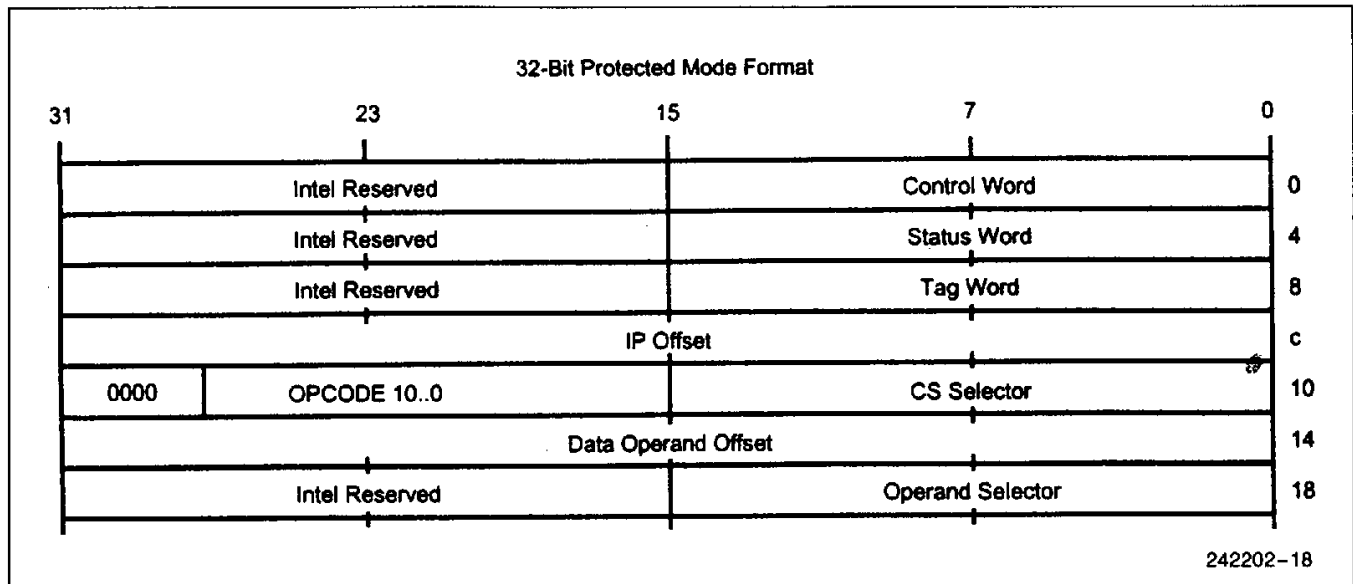 32-Bit Protected Mode Format
31 23 15 7 0
Intel Reserved Control Word 0
Intel Reserved Status Word 4
Intel Reserved Tag Word 8
IP Offset c
0000 OPCODE 10..0 CS Selector 10
Data Operand Offset 14
Intel Reserved Operand Selector 18
242202–18